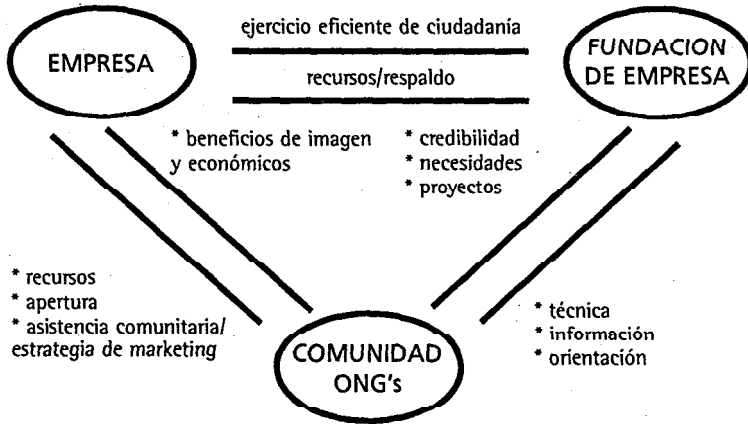 ejercicio eficiente de ciudadanía
EMPRESA
recursos/respaldo
FUNDACION
DE EMPRESA
* beneficios de imagen
y económicos
* credibilidad
* necesidades
* proyectos
* recursos
* apertura
* asistencia comunitaria/
estrategia de marketing
* técnica
* información
* orientación
COMUNIDAD
ONG's